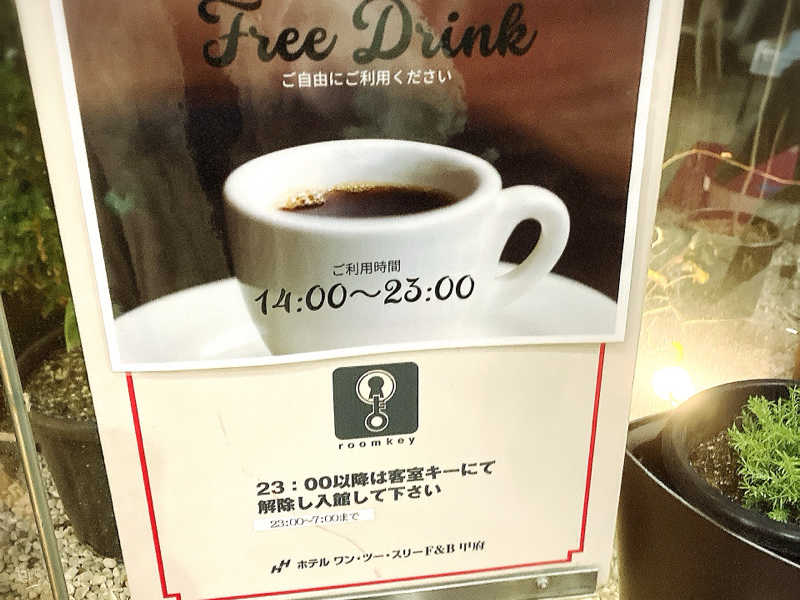 Free Drink
ご自由にご利用ください
ご利用時間
14:00〜23:00
roomkey
23：00以降は客室キーにて
解除し入館して下さい
23:00〜7:00まで
HH ホテル ワン・ツー・スリーF&B 甲府